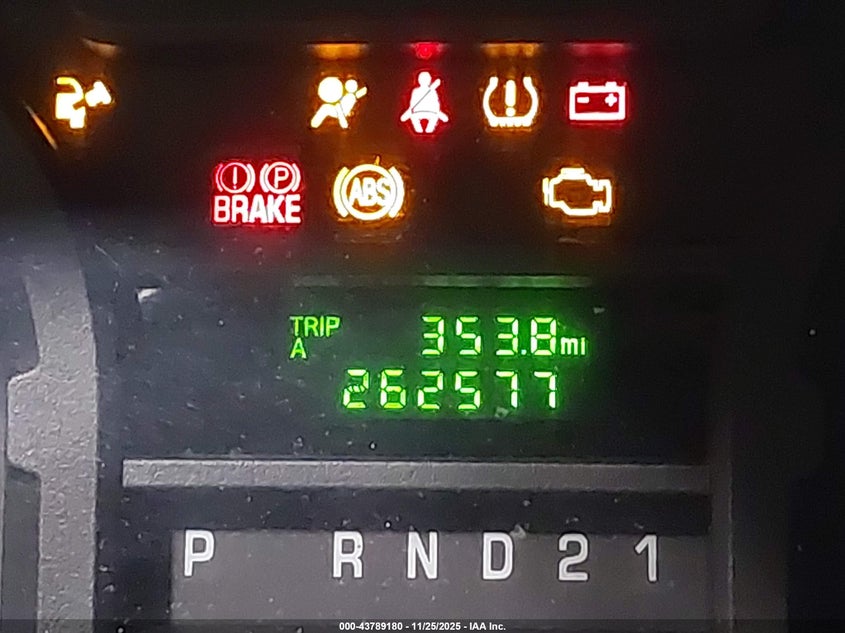 (!) (P)
BRAKE
ABS
TRIP A 353.8 mi
262577
P R N D 2 1
000-43789180 - 11/25/2025 - IAA Inc.